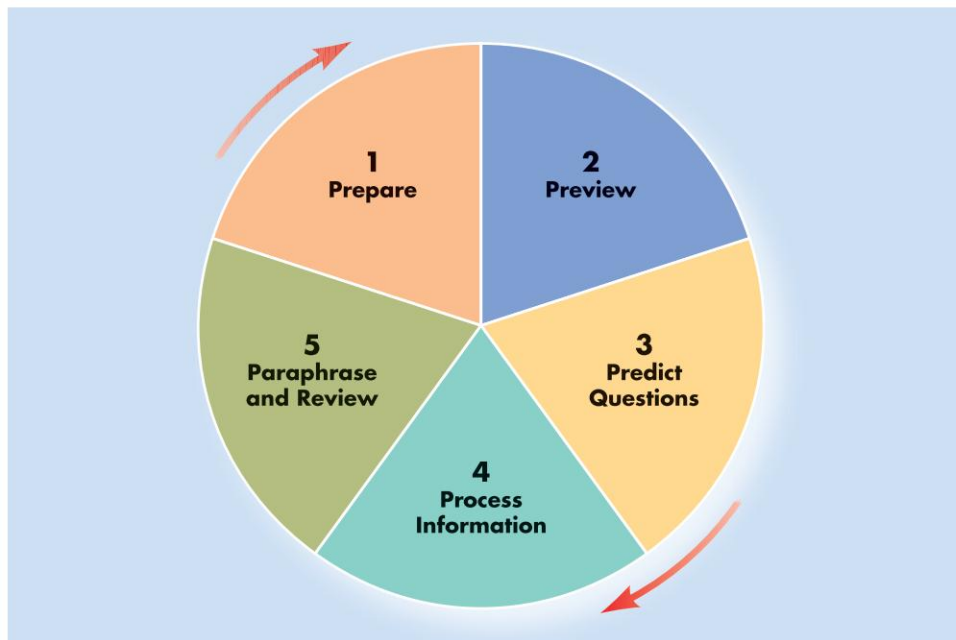 1
Prepare
2
Preview
3
Predict
Questions
4
Process
Information
5
Paraphrase
and Review